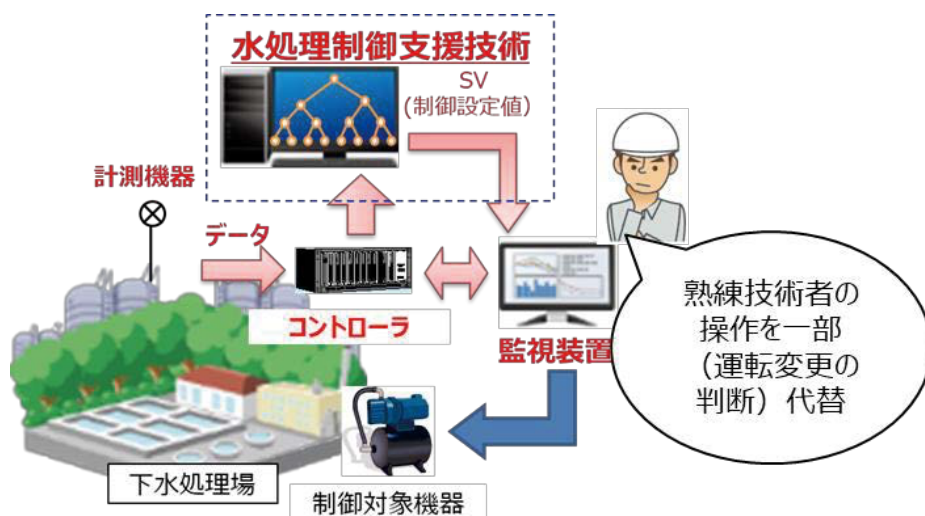 水処理制御支援技術
SV
(制御設定値)
計測機器
データ
コントローラ
監視装置
熟練技術者の
操作を一部
（運転変更の
判断）代替
下水処理場
制御対象機器